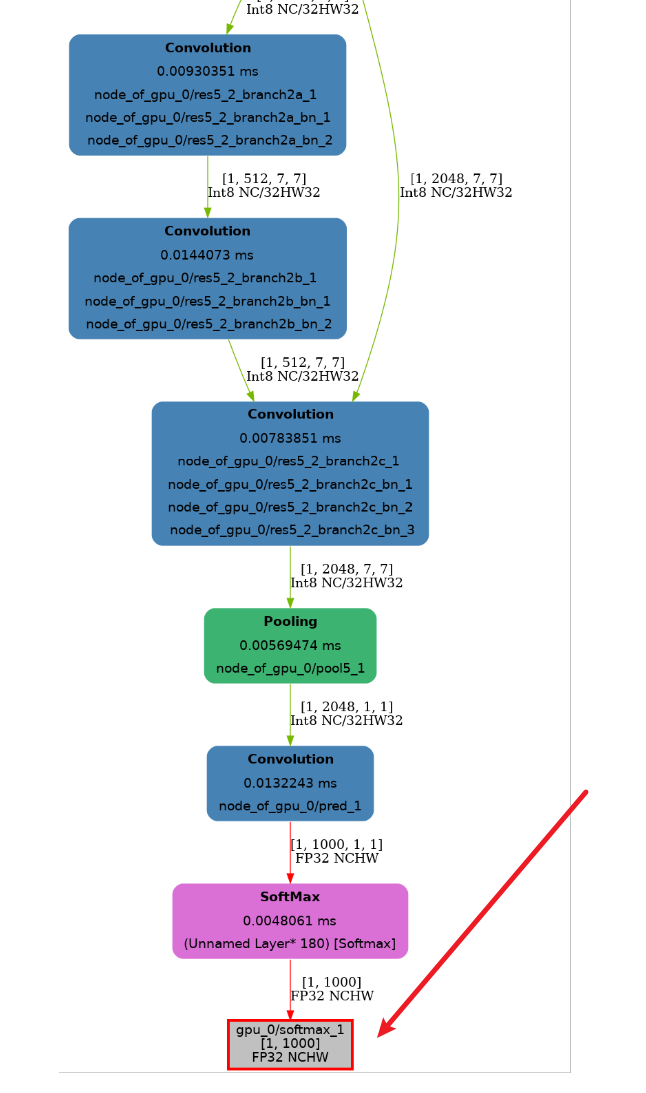 Int8 NC/32HW32
Convolution
0.00930351 ms
node_of_gpu_0/res5_2_branch2a_1
node_of_gpu_0/res5_2_branch2a_bn_1
node_of_gpu_0/res5_2_branch2a_bn_2
[1, 512, 7, 7]
Int8 NC/32HW32
[1, 2048, 7, 7]
Int8 NC/32HW32
Convolution
0.0144073 ms
node_of_gpu_0/res5_2_branch2b_1
node_of_gpu_0/res5_2_branch2b_bn_1
node_of_gpu_0/res5_2_branch2b_bn_2
[1, 512, 7, 7]
Int8 NC/32HW32
Convolution
0.00783851 ms
node_of_gpu_0/res5_2_branch2c_1
node_of_gpu_0/res5_2_branch2c_bn_1
node_of_gpu_0/res5_2_branch2c_bn_2
node_of_gpu_0/res5_2_branch2c_bn_3
[1, 2048, 7, 7]
Int8 NC/32HW32
Pooling
0.00569474 ms
node_of_gpu_0/pool5_1
[1, 2048, 1, 1]
Int8 NC/32HW32
Convolution
0.0132243 ms
node_of_gpu_0/pred_1
[1, 1000, 1, 1]
FP32 NCHW
SoftMax
0.0048061 ms
(Unnamed Layer* 180) [Softmax]
[1, 1000]
FP32 NCHW
gpu_0/softmax_1
[1, 1000]
FP32 NCHW